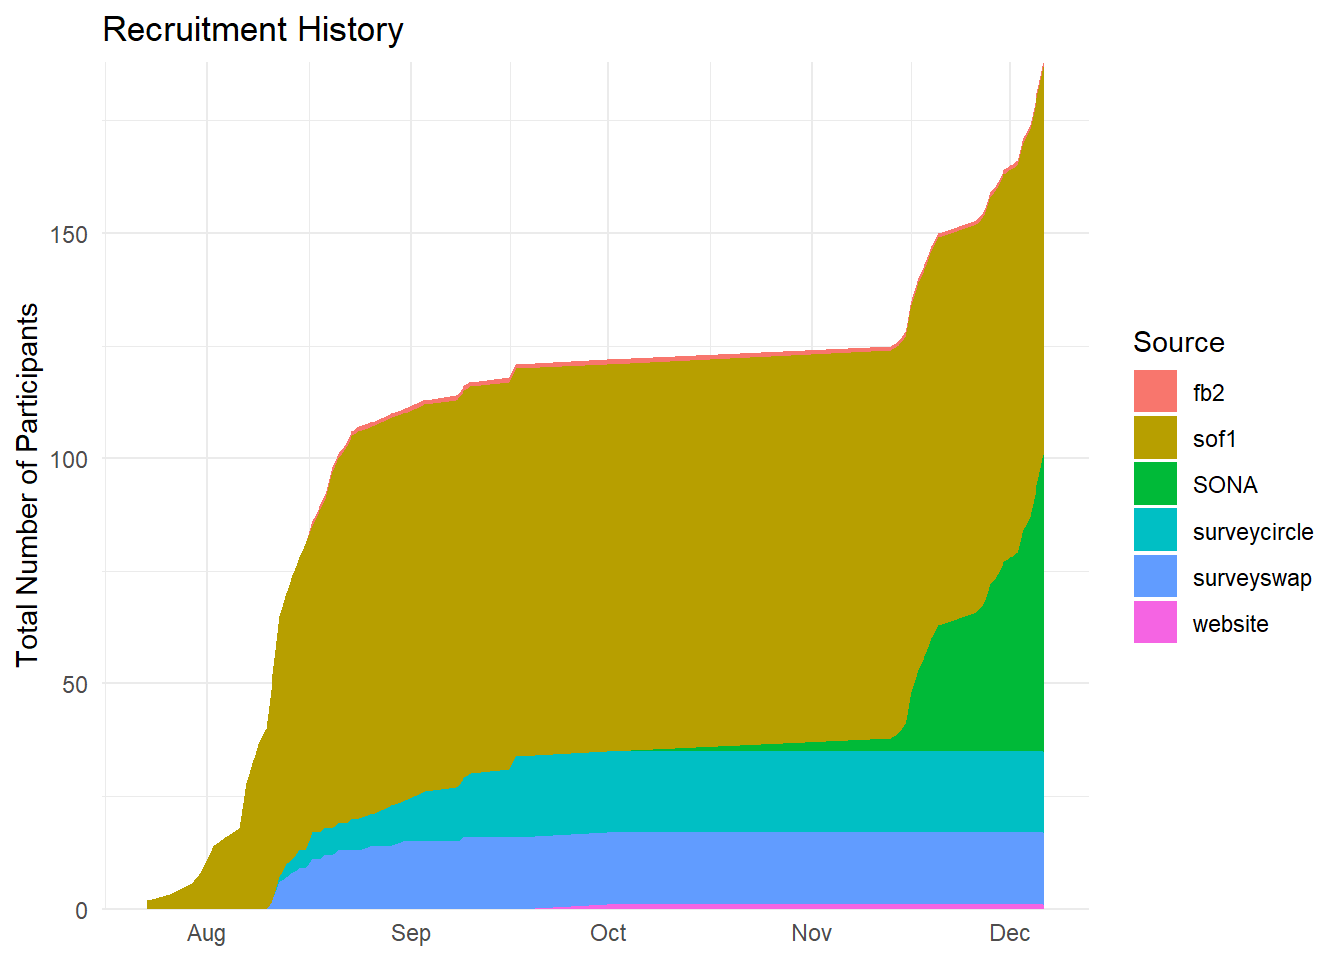 Recruitment History
Total Number of Participants
150
100
50
0
Aug
Sep
Oct
Nov
Dec
Source
fb2
sof1
SONA
surveycircle
surveyswap
website